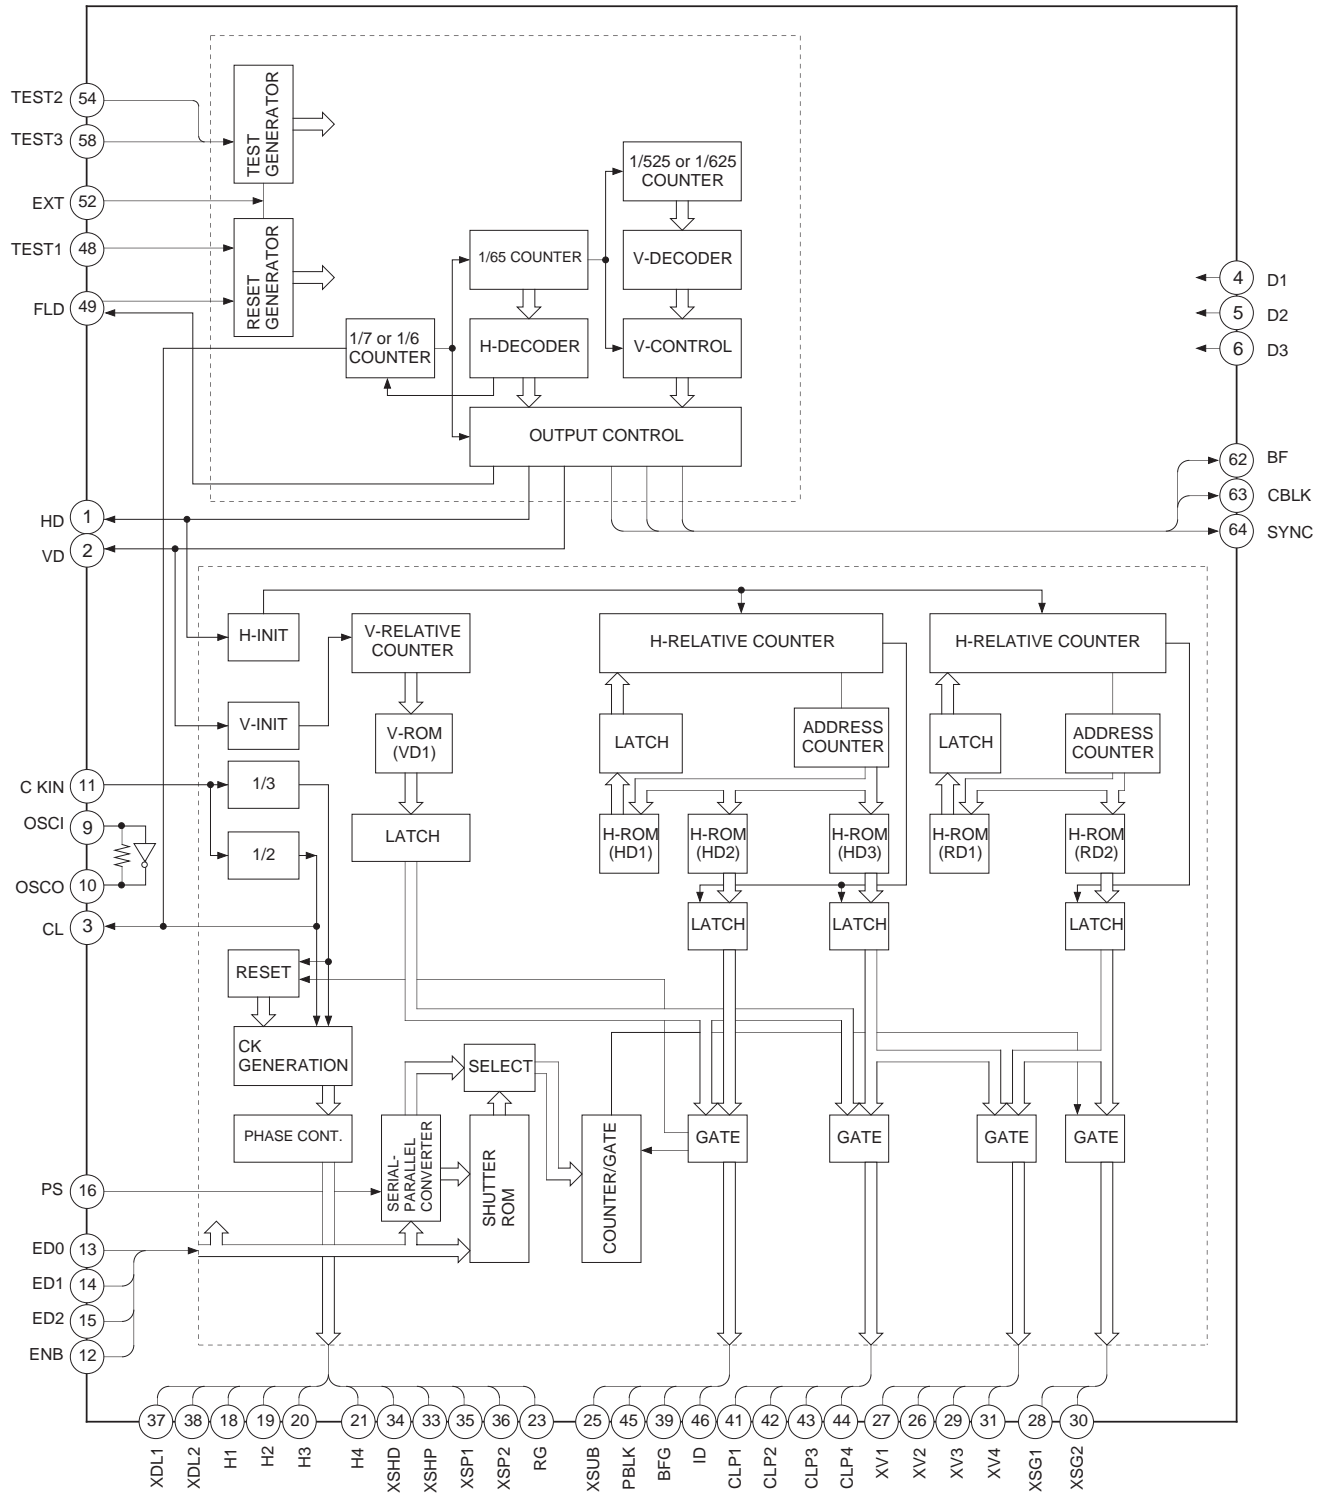 TEST2 54
TEST3 58
EXT 52
TEST1 48
FLD 49
TEST
GENERATOR
RESET
GENERATOR
1/525 or 1/625
COUNTER
1/65 COUNTER
V-DECODER
1/7 or 1/6
COUNTER
H-DECODER
V-CONTROL
OUTPUT CONTROL
4 D1
5 D2
6 D3
62 BF
63 CBLK
64 SYNC
HD 1
VD 2
H-INIT
V-RELATIVE
COUNTER
H-RELATIVE COUNTER
H-RELATIVE COUNTER
V-INIT
V-ROM
(VD1)
LATCH
ADDRESS
COUNTER
LATCH
ADDRESS
COUNTER
C KIN 11
1/3
OSCI 9
1/2
LATCH
H-ROM
(HD1)
H-ROM
(HD2)
H-ROM
(HD3)
H-ROM
(RD1)
H-ROM
(RD2)
OSCO 10
CL 3
LATCH
LATCH
LATCH
RESET
CK
GENERATION
SELECT
PHASE CONT.
SERIAL-
PARALLEL
CONVERTER
SHUTTER
ROM
COUNTER/GATE
GATE
GATE
GATE
GATE
PS 16
ED0 13
ED1 14
ED2 15
ENB 12
37 38 18 19 20 21 34 33 35 36 23 25 45 39 46 41 42 43 44 27 26 29 31 28 30
XDL1 XDL2 H1 H2 H3 H4 XSHD XSHP XSP1 XSP2 RG XSUB PBLK BFG ID CLP1 CLP2 CLP3 CLP4 XV1 XV2 XV3 XV4 XSG1 XSG2